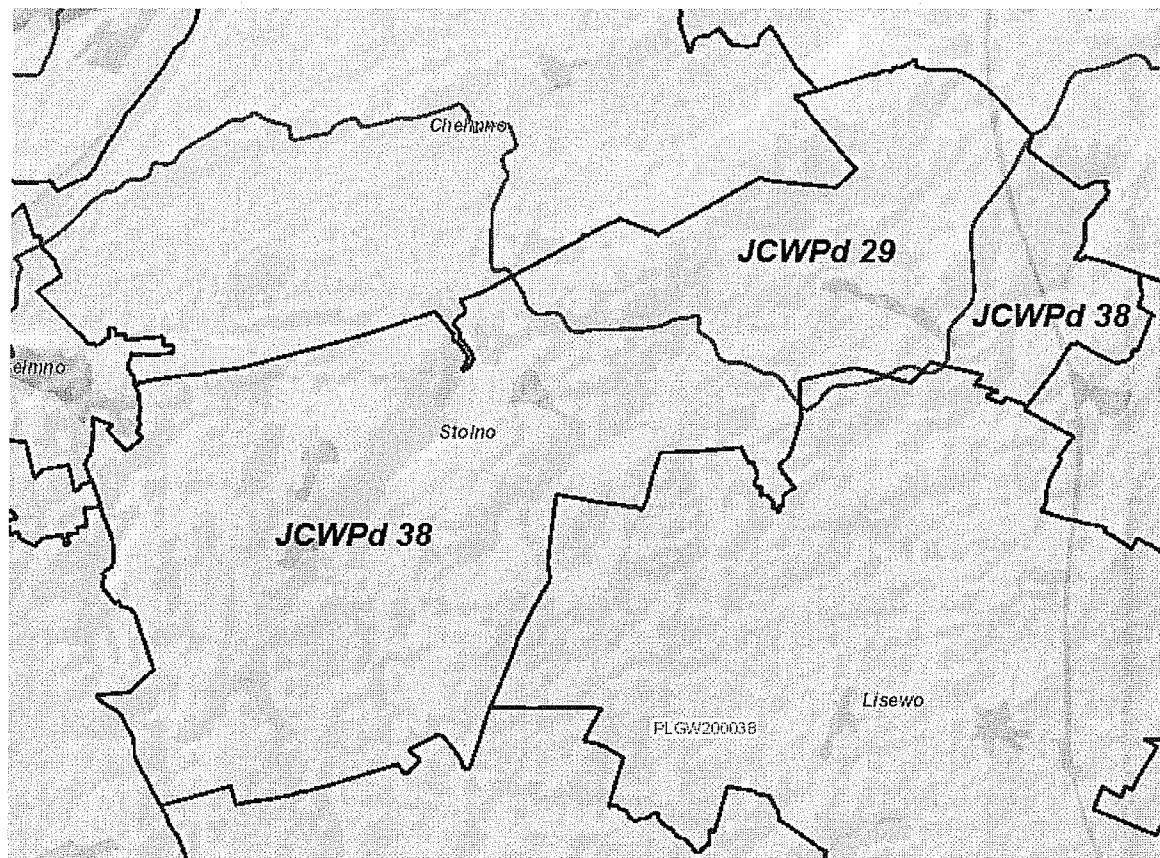 Chełmno
JCWPd 29
JCWPd 38
elmno
Stolno
JCWPd 38
Lisewo
PLGW200038